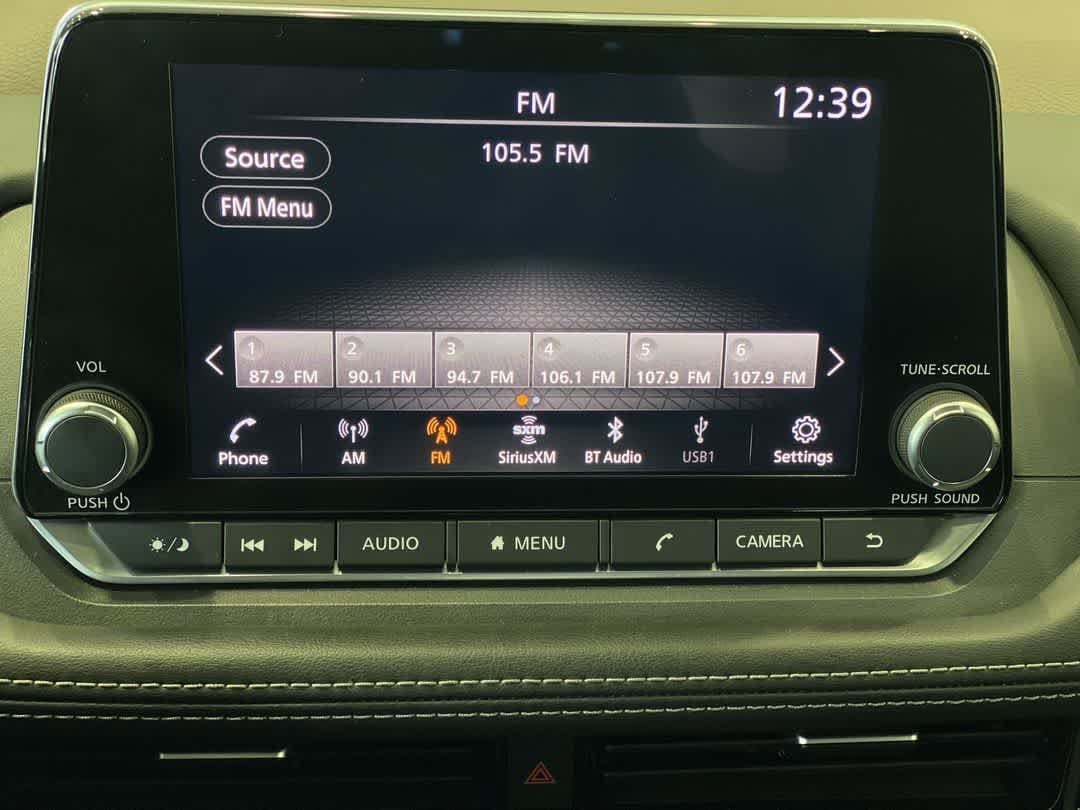 FM
12:39
Source
105.5 FM
FM Menu
1 2 3 4 5 6
87.9 FM 90.1 FM 94.7 FM 106.1 FM 107.9 FM 107.9 FM
VOL
TUNE·SCROLL
sxm
Phone AM FM SiriusXM BT Audio USB1 Settings
PUSH
PUSH SOUND
AUDIO MENU CAMERA